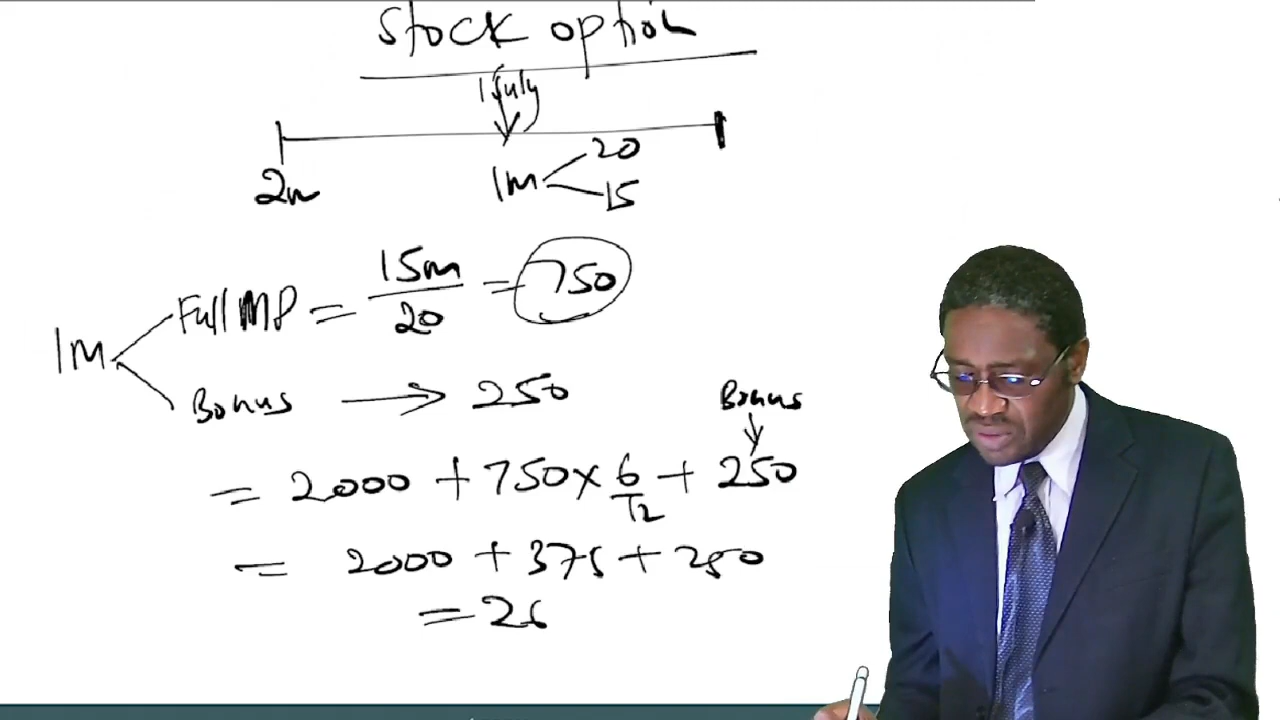 Stock option
1 July
20
2m 1M
15
15m
Full MP = = 750
20
1M
Bonus → 250
Bonus
= 2000 + 750 × 6/12 + 250
= 2000 + 375 + 250
= 26